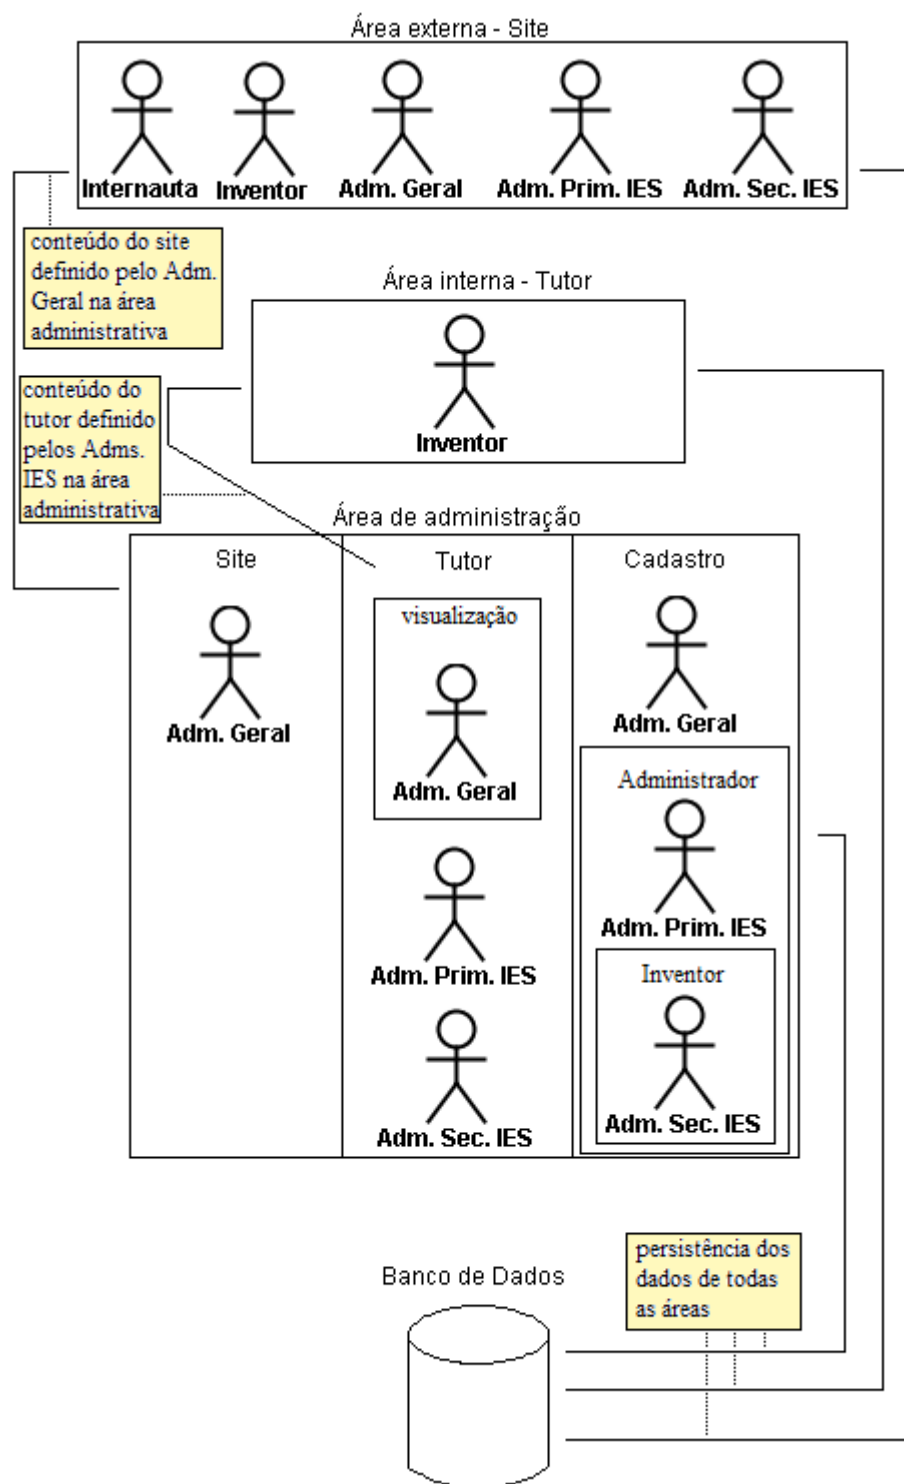 Área externa - Site
Internauta
Inventor
Adm. Geral
Adm. Prim. IES
Adm. Sec. IES
conteúdo do site
definido pelo Adm.
Geral na área
administrativa
Área interna - Tutor
Inventor
conteúdo do
tutor definido
pelos Adms.
IES na área
administrativa
Área de administração
Site
Tutor
Cadastro
Adm. Geral
visualização
Adm. Geral
Adm. Prim. IES
Adm. Sec. IES
Adm. Geral
Administrador
Adm. Prim. IES
Inventor
Adm. Sec. IES
persistência dos
dados de todas
as áreas
Banco de Dados